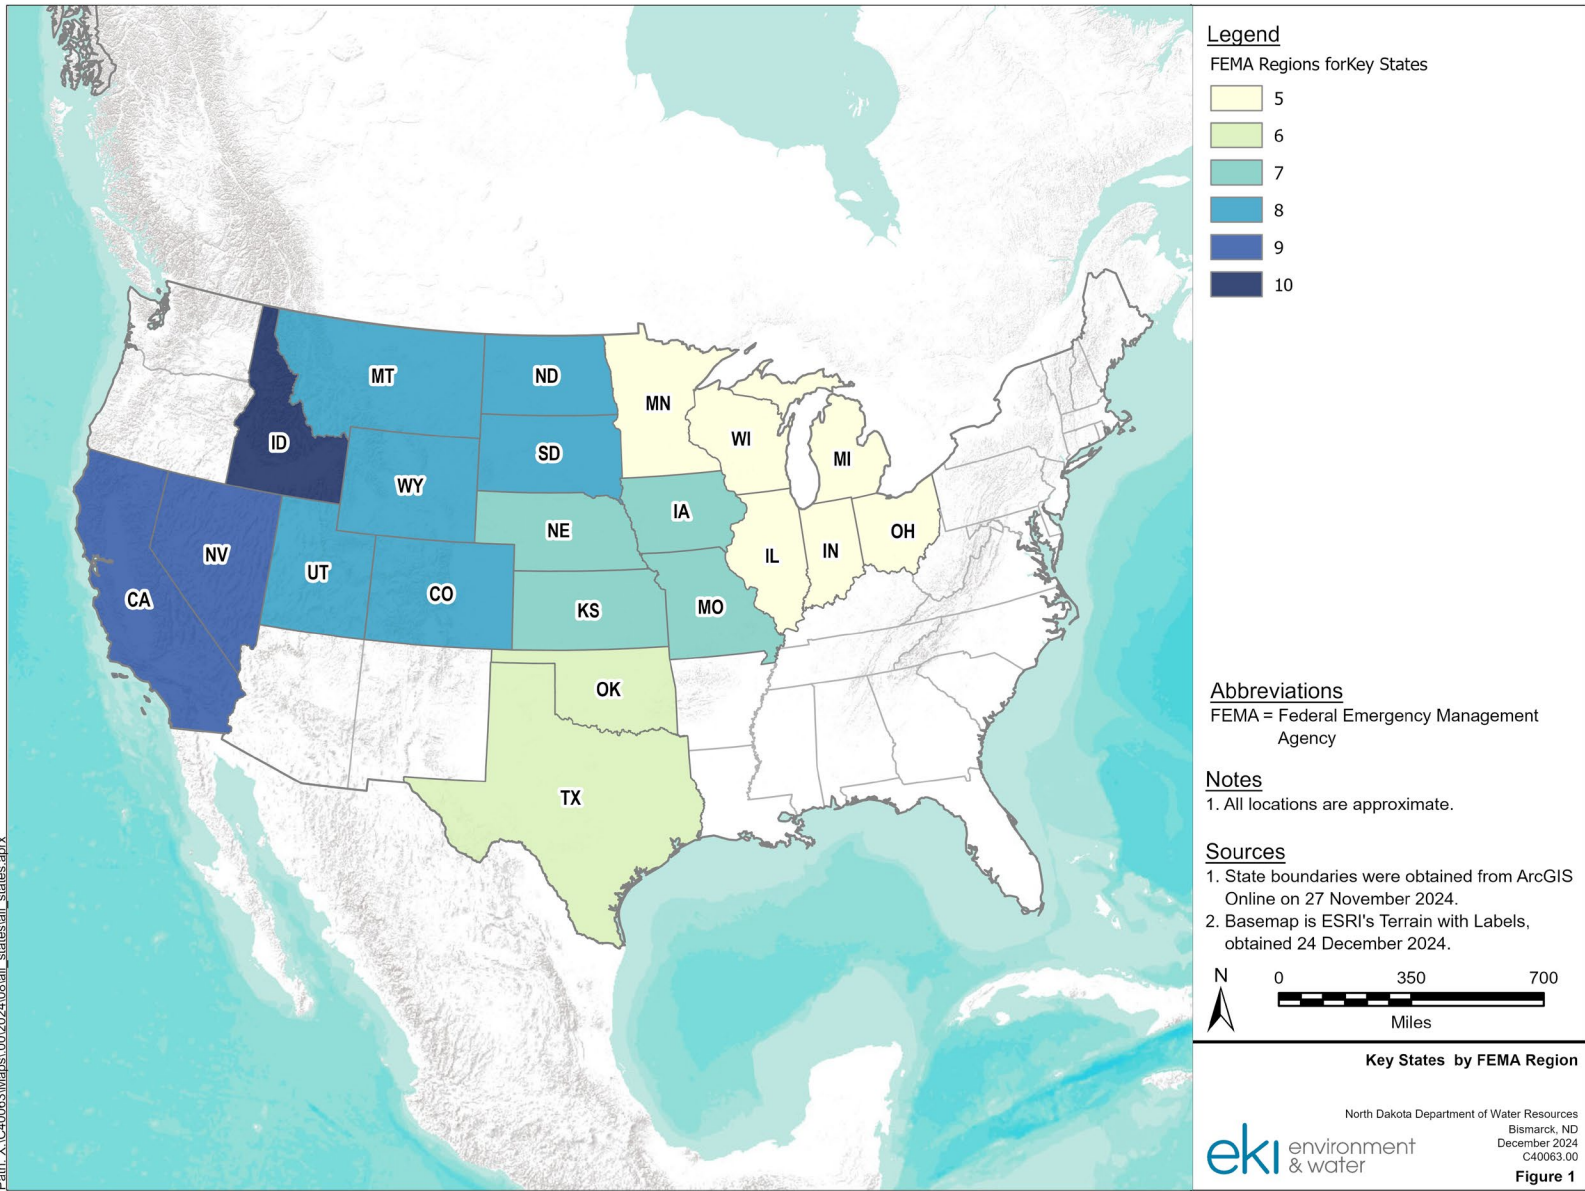 Legend
FEMA Regions forKey States
5
6
7
8
9
10
MT
ND
MN
ID
WI
SD
MI
WY
IA
NE
OH
NV
IL
IN
UT
CO
CA
KS
MO
OK
TX
Abbreviations
FEMA = Federal Emergency Management
Agency
Notes
1. All locations are approximate.
Sources
1. State boundaries were obtained from ArcGIS
Online on 27 November 2024.
2. Basemap is ESRI's Terrain with Labels,
obtained 24 December 2024.
N
0 350 700
Miles
Key States by FEMA Region
North Dakota Department of Water Resources
Bismarck, ND
December 2024
C40063.00
Figure 1
eki environment
& water